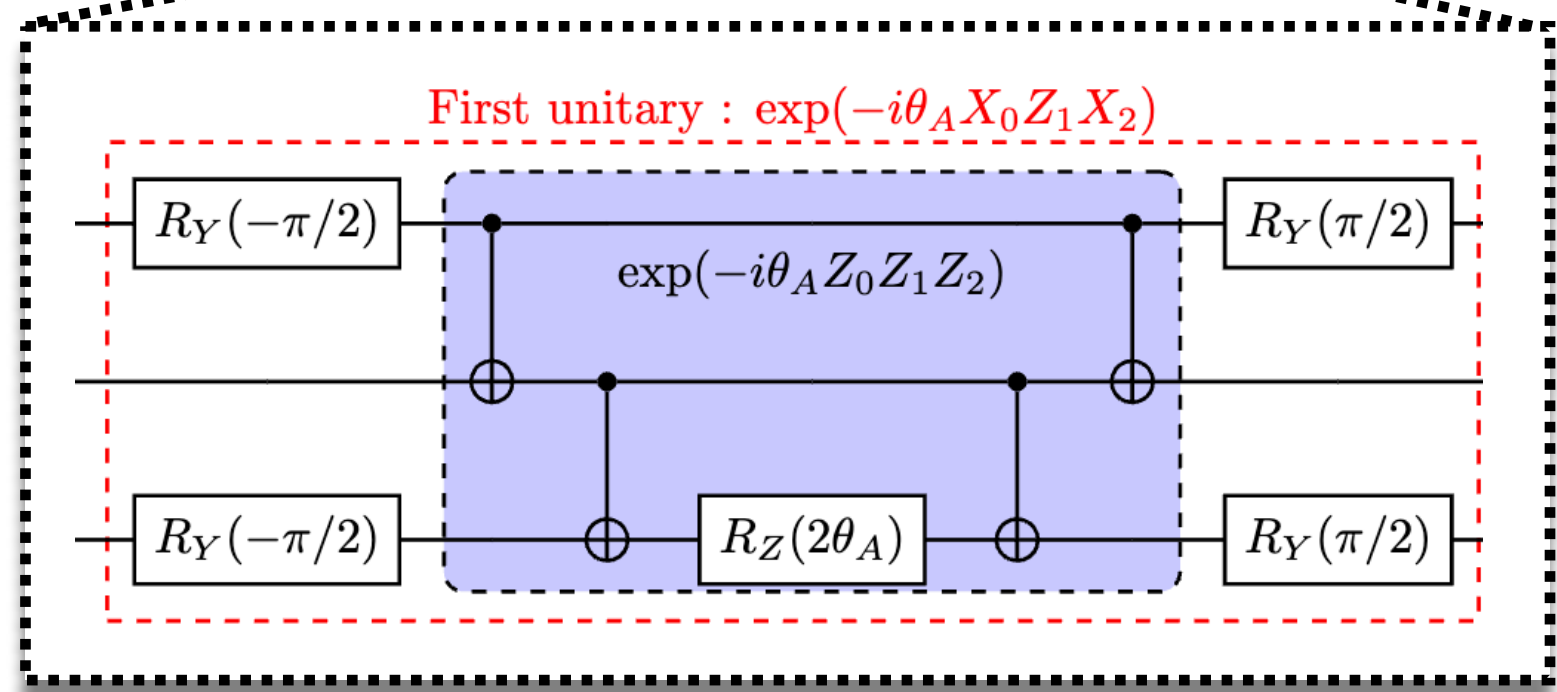 First unitary : exp(−iθ_A X_0 Z_1 X_2)
R_Y(−π/2) R_Y(π/2)
exp(−iθ_A Z_0 Z_1 Z_2)
R_Y(−π/2) R_Z(2θ_A) R_Y(π/2)